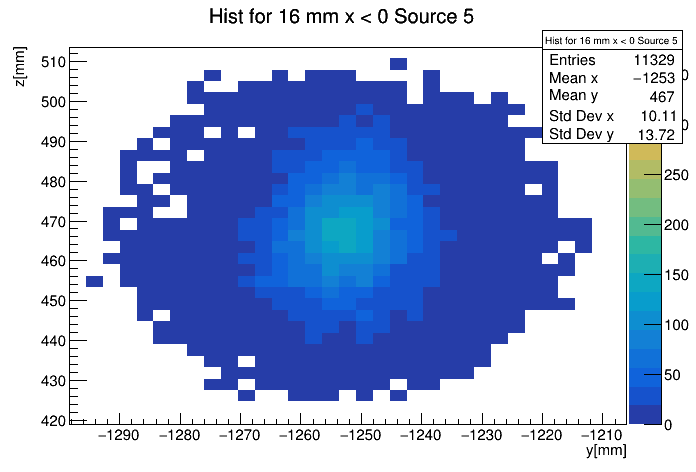 Hist for 16 mm x < 0 Source 5
Hist for 16 mm x < 0 Source 5
Entries 11329
Mean x −1253
Mean y 467
Std Dev x 10.11
Std Dev y 13.72
z[mm]
510
500
490
480
470
460
450
440
430
420
−1290 −1280 −1270 −1260 −1250 −1240 −1230 −1220 −1210
y[mm]
250
200
150
100
50
0